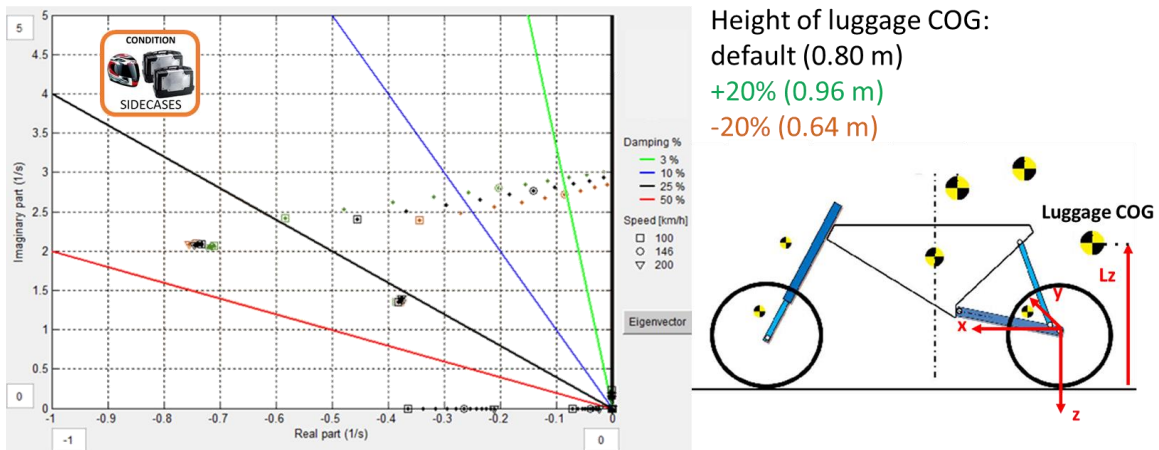 5
CONDITION
SIDECASES
5
4.5
4
3.5
3
2.5
2
1.5
1
0.5
0
0
Imaginary part (1/s)
-1
-0.9
-0.8
-0.7
-0.6
-0.5
-0.4
-0.3
-0.2
-0.1
0
Real part (1/s)
-1
0
Damping %
3 %
10 %
25 %
50 %
Speed [km/h]
100
146
200
Eigenvector
Height of luggage COG:
default (0.80 m)
+20% (0.96 m)
-20% (0.64 m)
Luggage COG
Lz
y
x
z